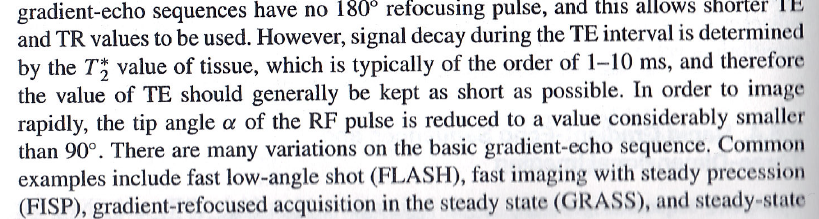 gradient-echo sequences have no 180° refocusing pulse, and this allows shorter TE
and TR values to be used. However, signal decay during the TE interval is determined
by the T₂* value of tissue, which is typically of the order of 1–10 ms, and therefore
the value of TE should generally be kept as short as possible. In order to image
rapidly, the tip angle α of the RF pulse is reduced to a value considerably smaller
than 90°. There are many variations on the basic gradient-echo sequence. Common
examples include fast low-angle shot (FLASH), fast imaging with steady precession
(FISP), gradient-refocused acquisition in the steady state (GRASS), and steady-state